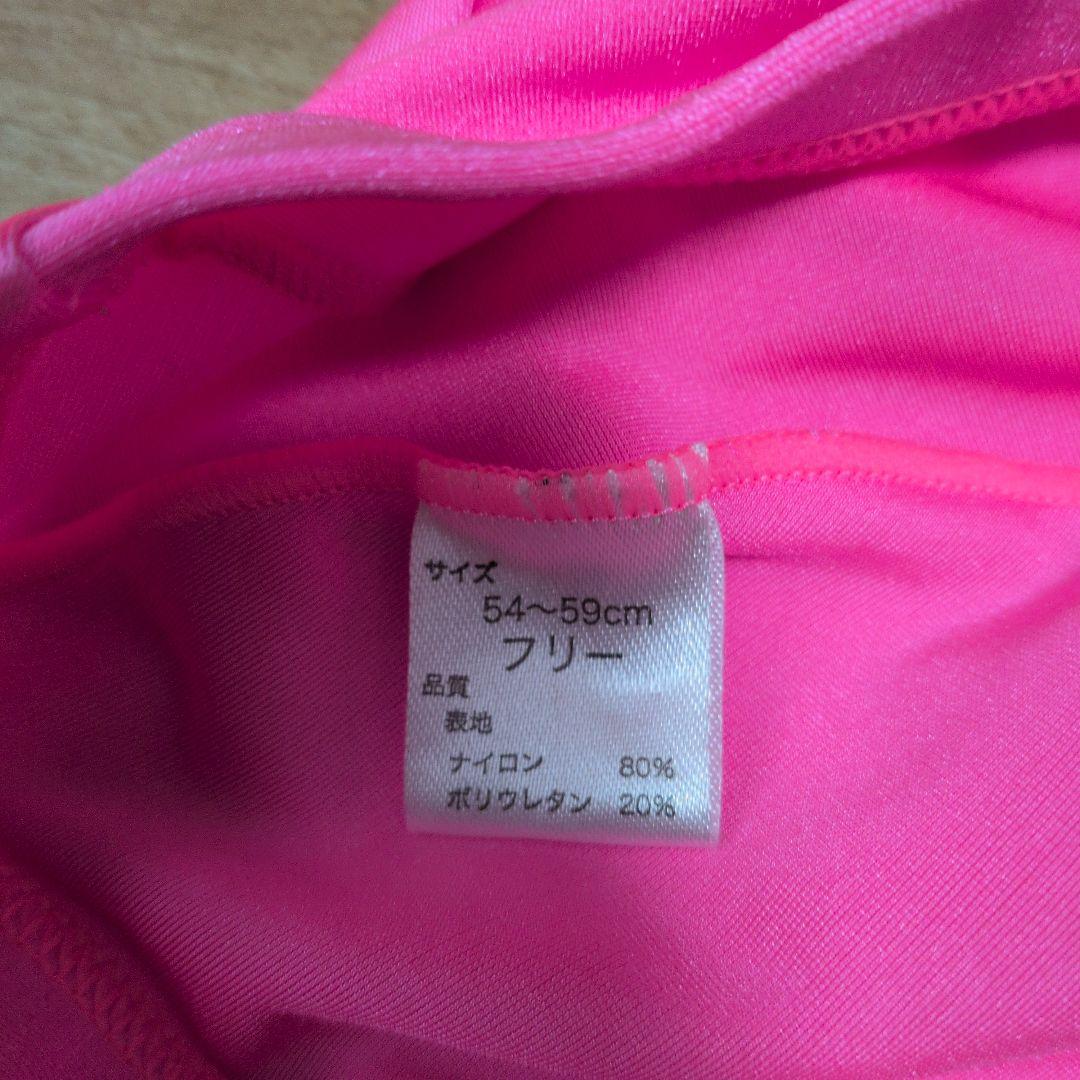 サイズ
54～59cm
フリー
品質
表地
ナイロン 80%
ポリウレタン 20%